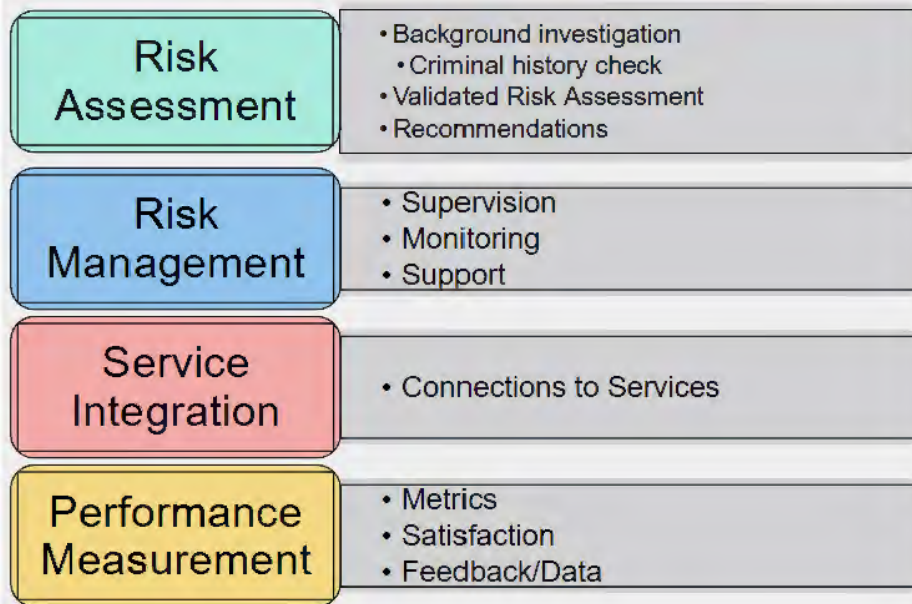 Risk
Assessment
• Background investigation
• Criminal history check
• Validated Risk Assessment
• Recommendations
Risk
Management
• Supervision
• Monitoring
• Support
Service
Integration
• Connections to Services
Performance
Measurement
• Metrics
• Satisfaction
• Feedback/Data